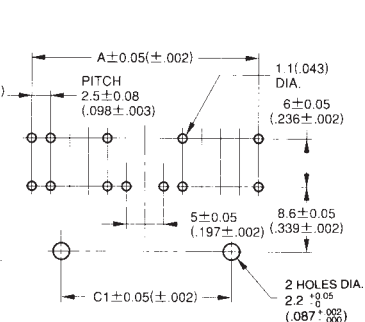 A±0.05(±.002)
)
PITCH
2.5±0.08
(.098±.003)
1.1(.043)
DIA.
6±0.05
(.236±.002)
5±0.05
(.197±.002)
8.6±0.05
(.339±.002)
C1±0.05(±.002)
2 HOLES DIA.
2.2 +0.05 -0
(.087 +.002 -.000)